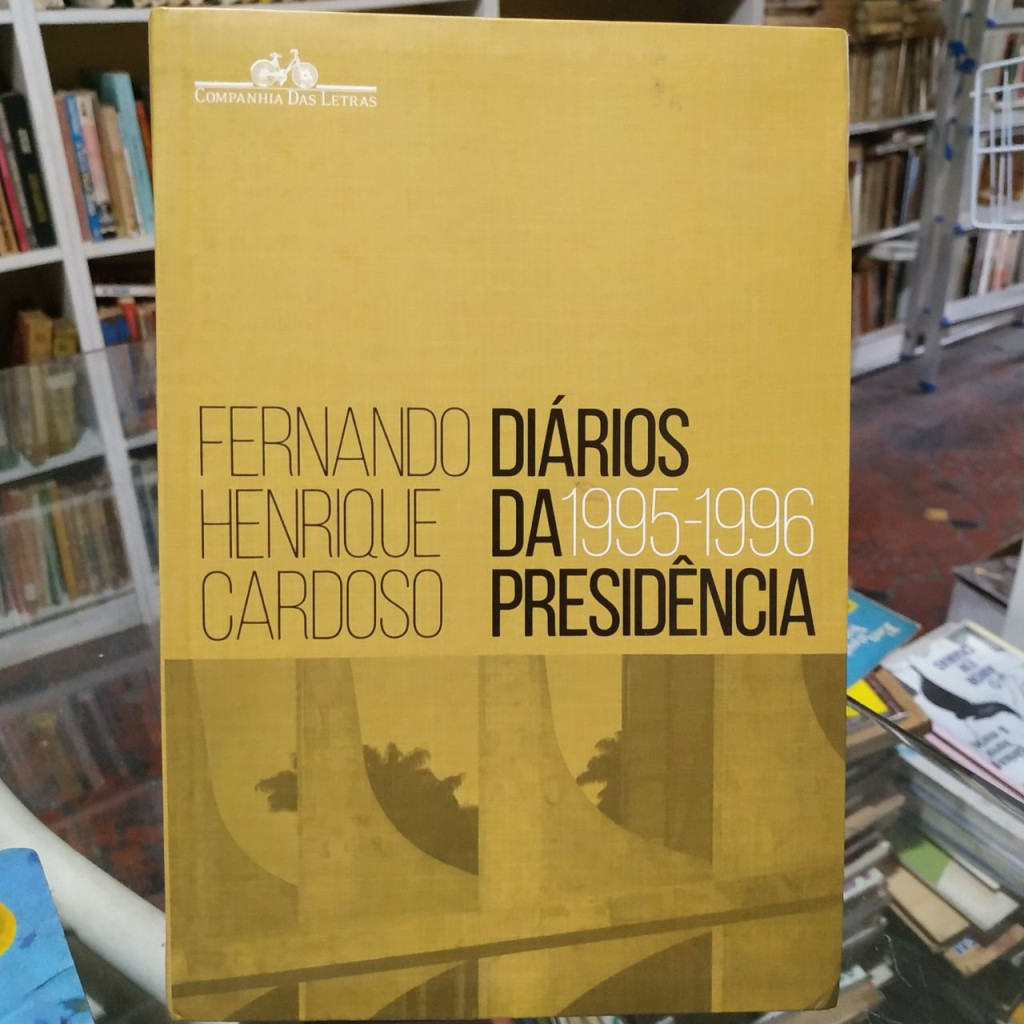 COMPANHIA DAS LETRAS
FERNANDO
HENRIQUE
CARDOSO
DIÁRIOS
DA 1995-1996
PRESIDÊNCIA